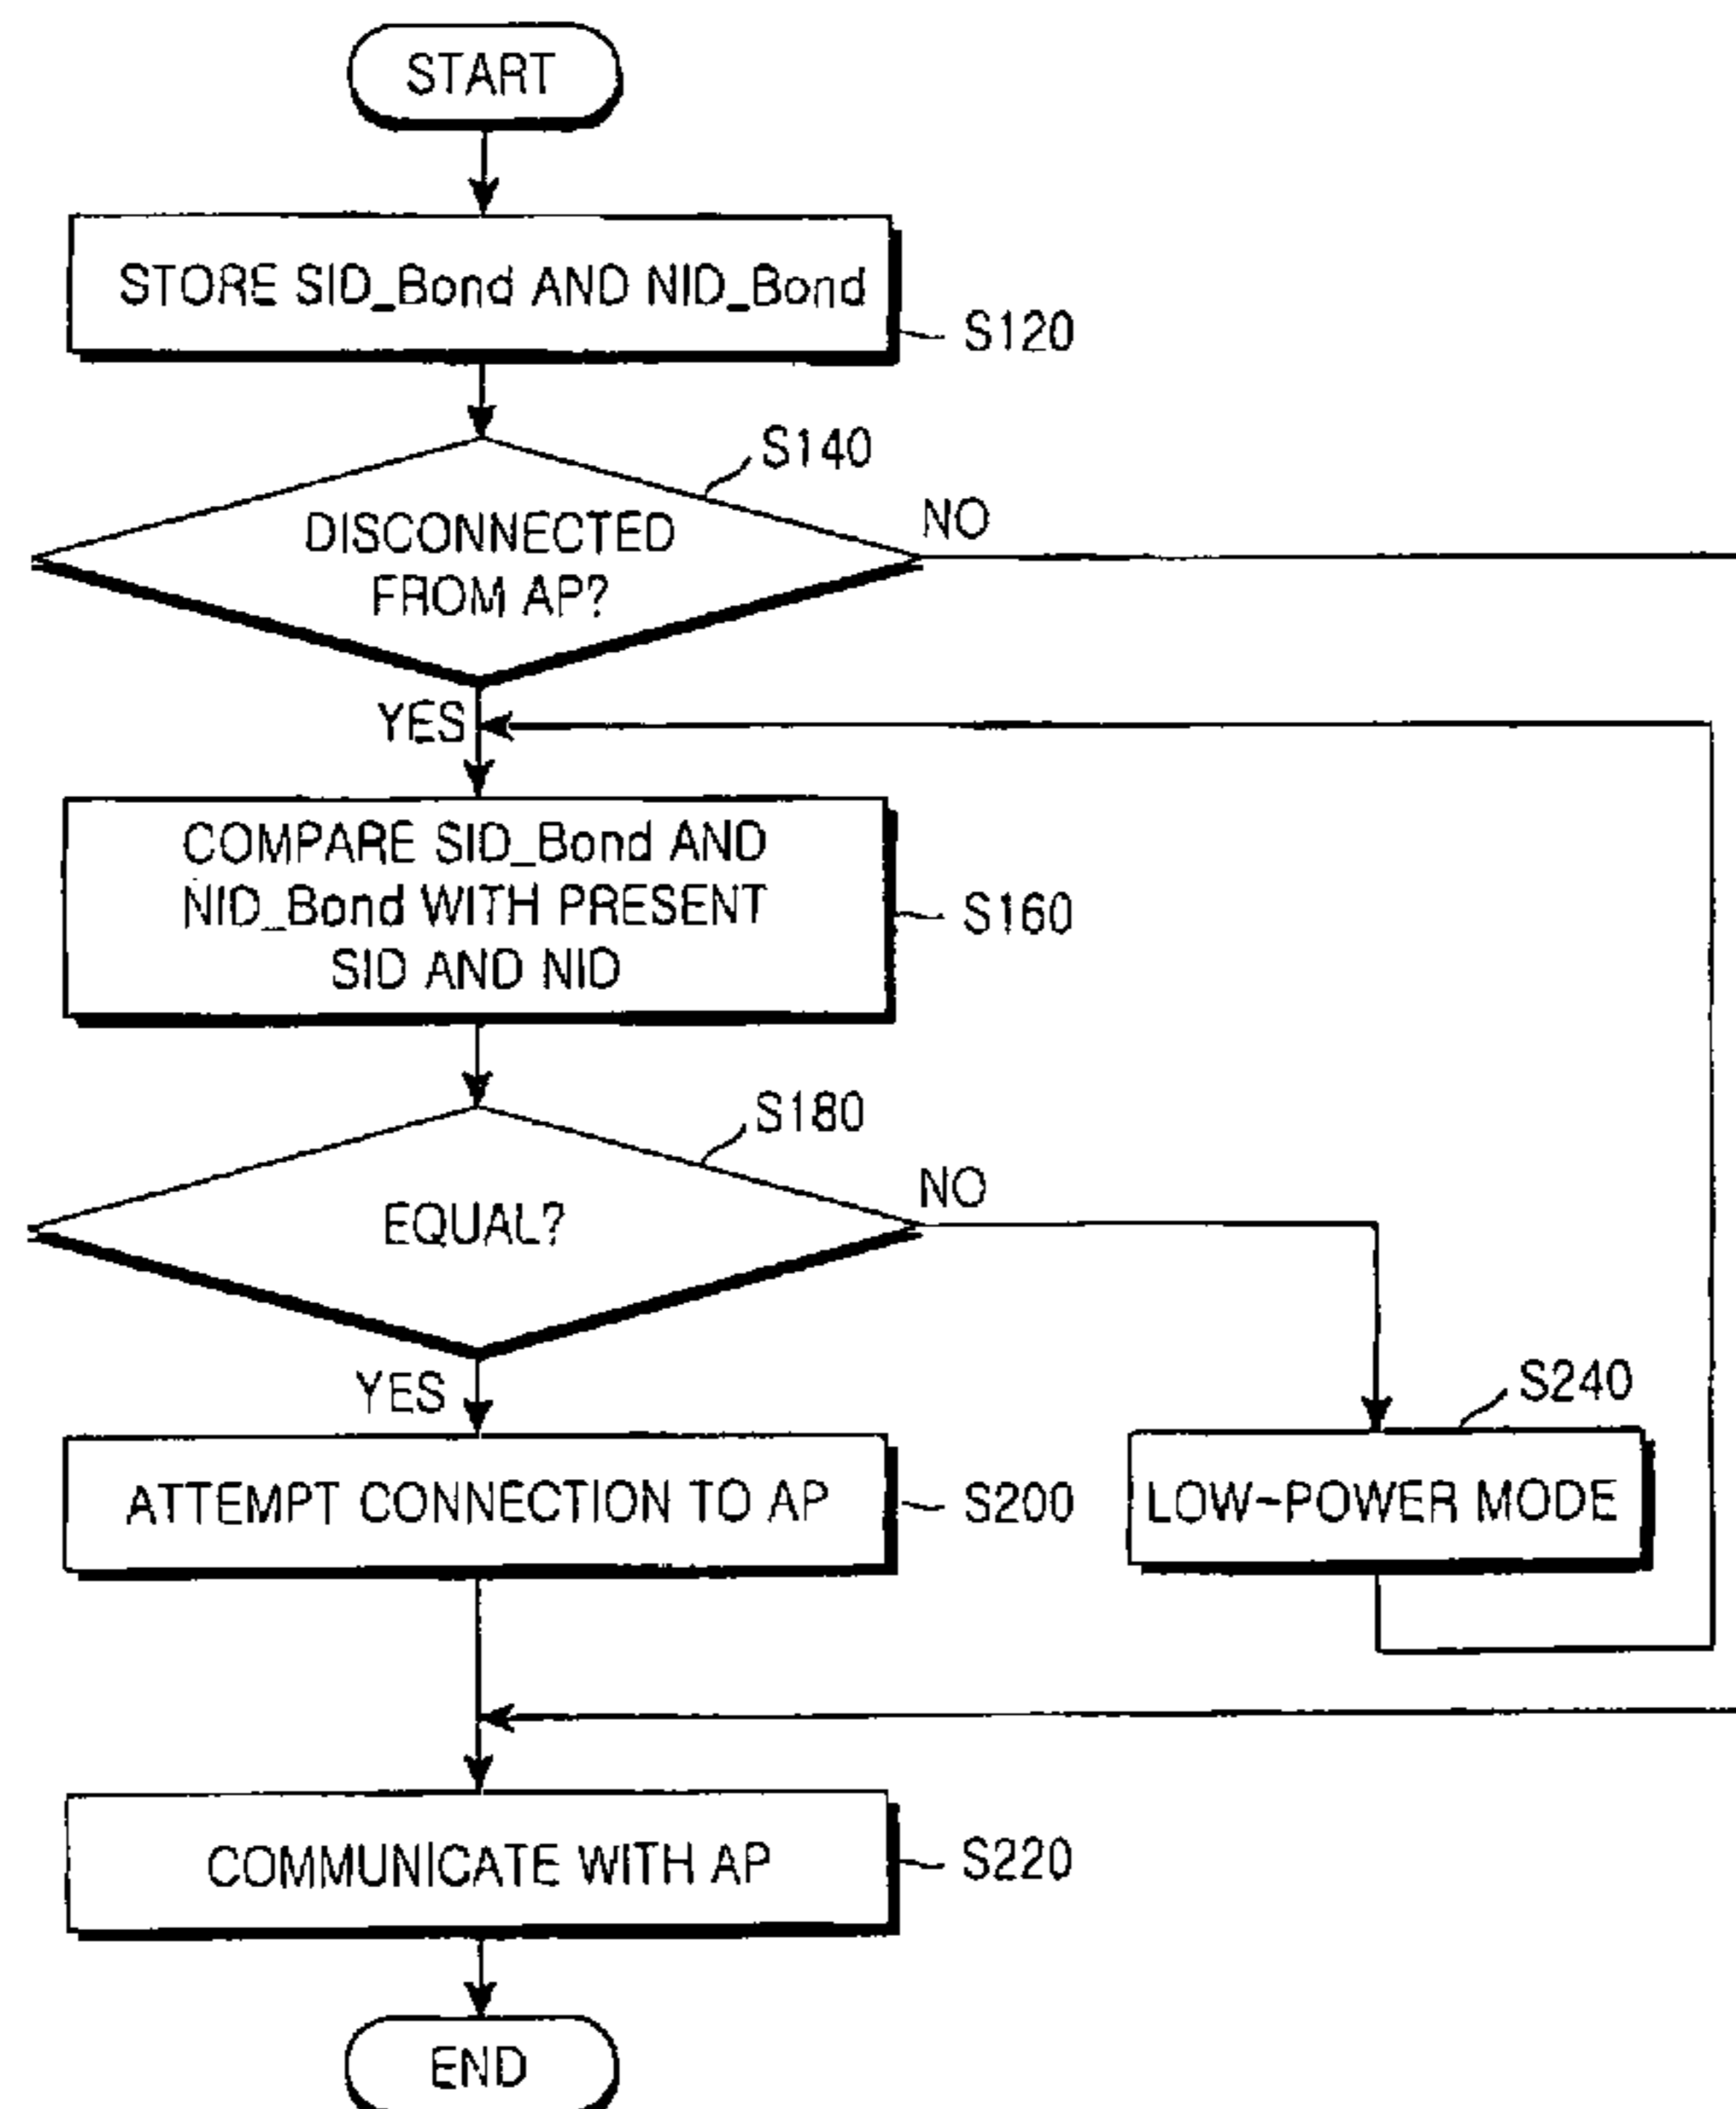 START
STORE SID_Bond AND NID_Bond
S120
S140
DISCONNECTED
FROM AP?
NO
YES
COMPARE SID_Bond AND
NID_Bond WITH PRESENT
SID AND NID
S160
S180
EQUAL?
NO
YES
S240
ATTEMPT CONNECTION TO AP
S200
LOW-POWER MODE
COMMUNICATE WITH AP
S220
END